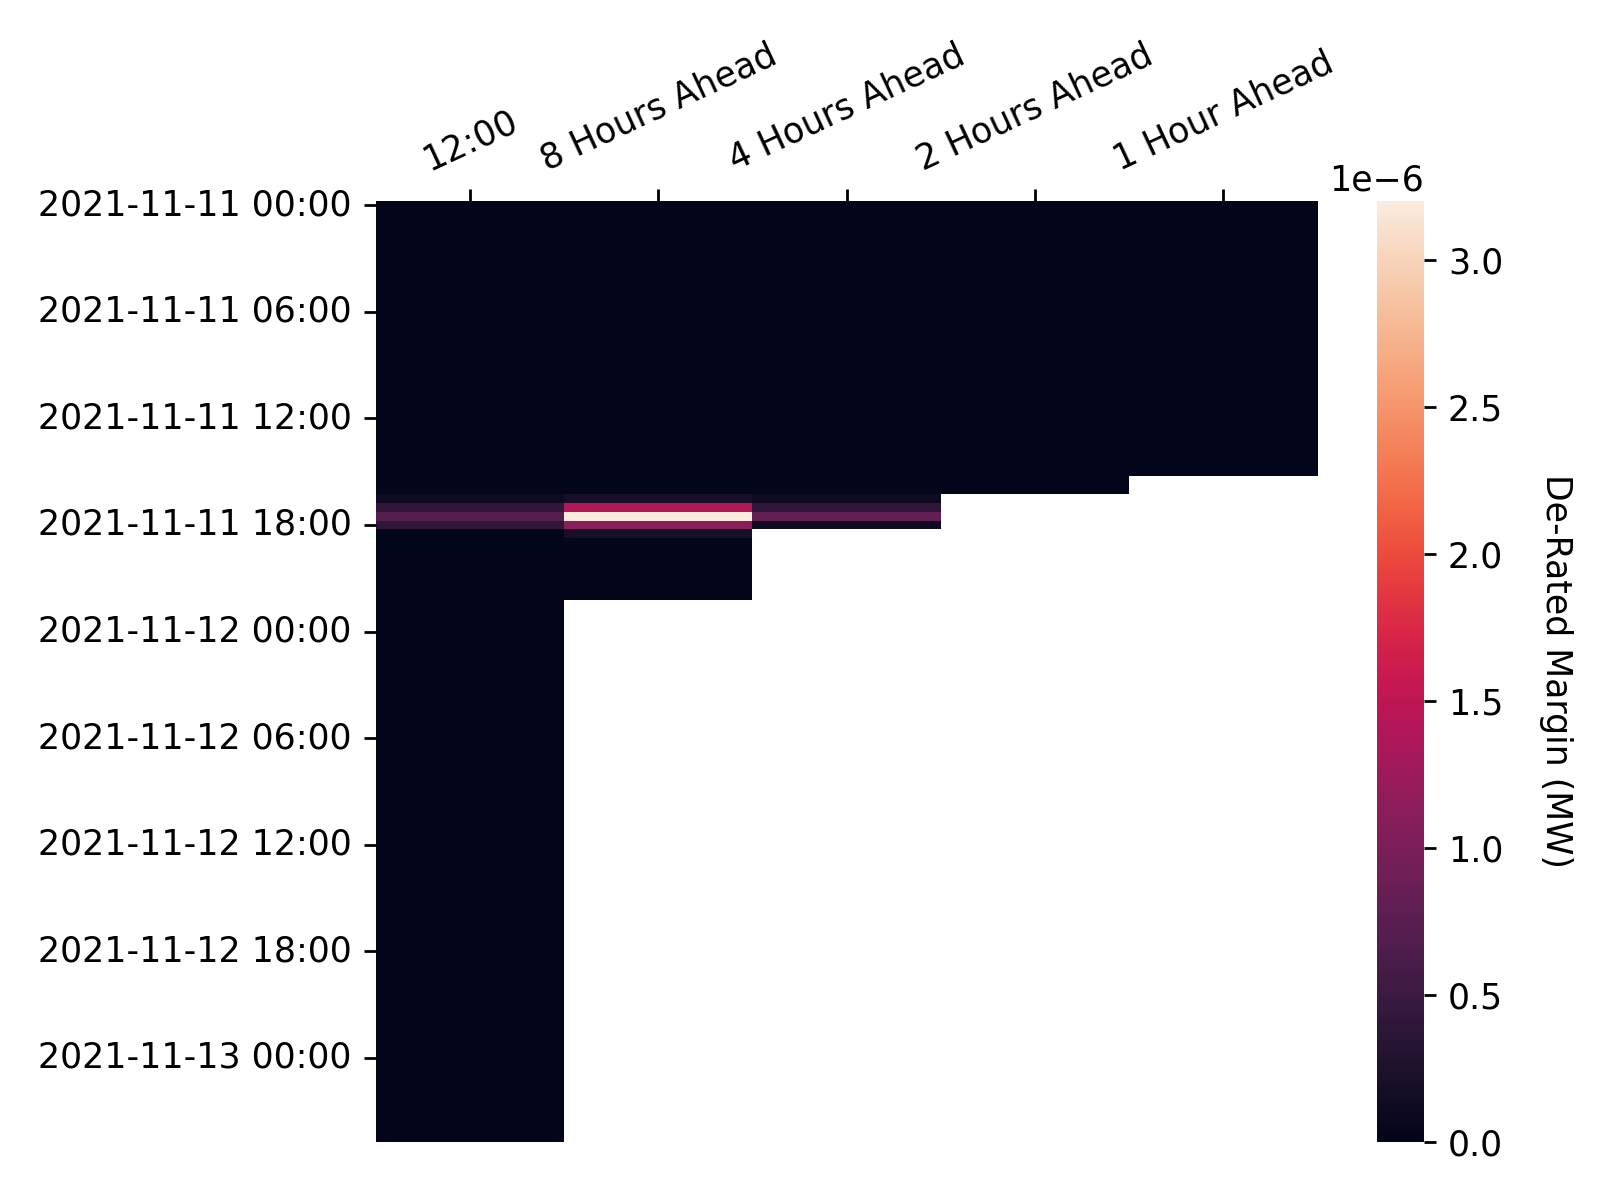 12:00
8 Hours Ahead
4 Hours Ahead
2 Hours Ahead
1 Hour Ahead
1e−6
2021-11-11 00:00
2021-11-11 06:00
2021-11-11 12:00
2021-11-11 18:00
2021-11-12 00:00
2021-11-12 06:00
2021-11-12 12:00
2021-11-12 18:00
2021-11-13 00:00
3.0
2.5
2.0
1.5
1.0
0.5
0.0
De-Rated Margin (MW)